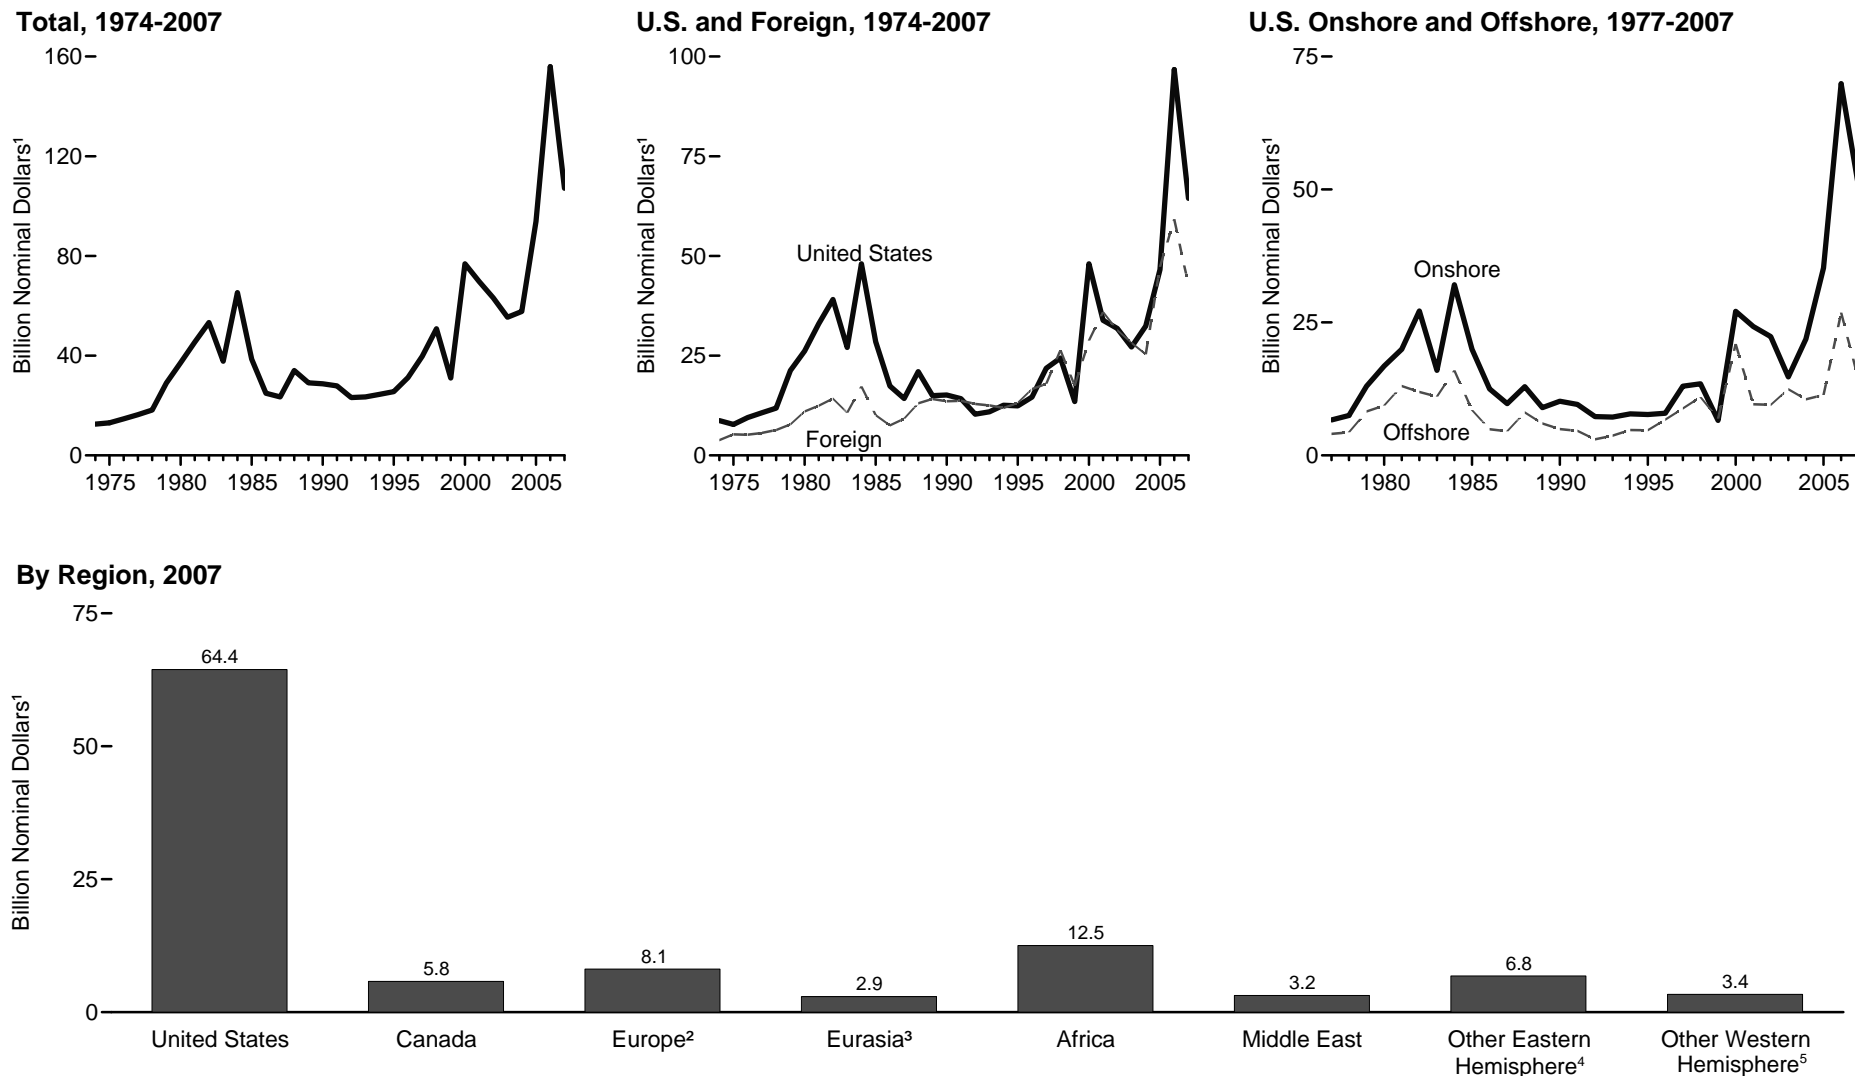 Total, 1974-2007
160
120
80
40
0
Billion Nominal Dollars¹
1975 1980 1985 1990 1995 2000 2005
U.S. and Foreign, 1974-2007
100
75
50
25
0
Billion Nominal Dollars¹
United States
Foreign
1975 1980 1985 1990 1995 2000 2005
U.S. Onshore and Offshore, 1977-2007
75
50
25
0
Billion Nominal Dollars¹
Onshore
Offshore
1980 1985 1990 1995 2000 2005
By Region, 2007
75
50
25
0
Billion Nominal Dollars¹
64.4
5.8
8.1
2.9
12.5
3.2
6.8
3.4
United States
Canada
Europe²
Eurasia³
Africa
Middle East
Other Eastern
Hemisphere⁴
Other Western
Hemisphere⁵